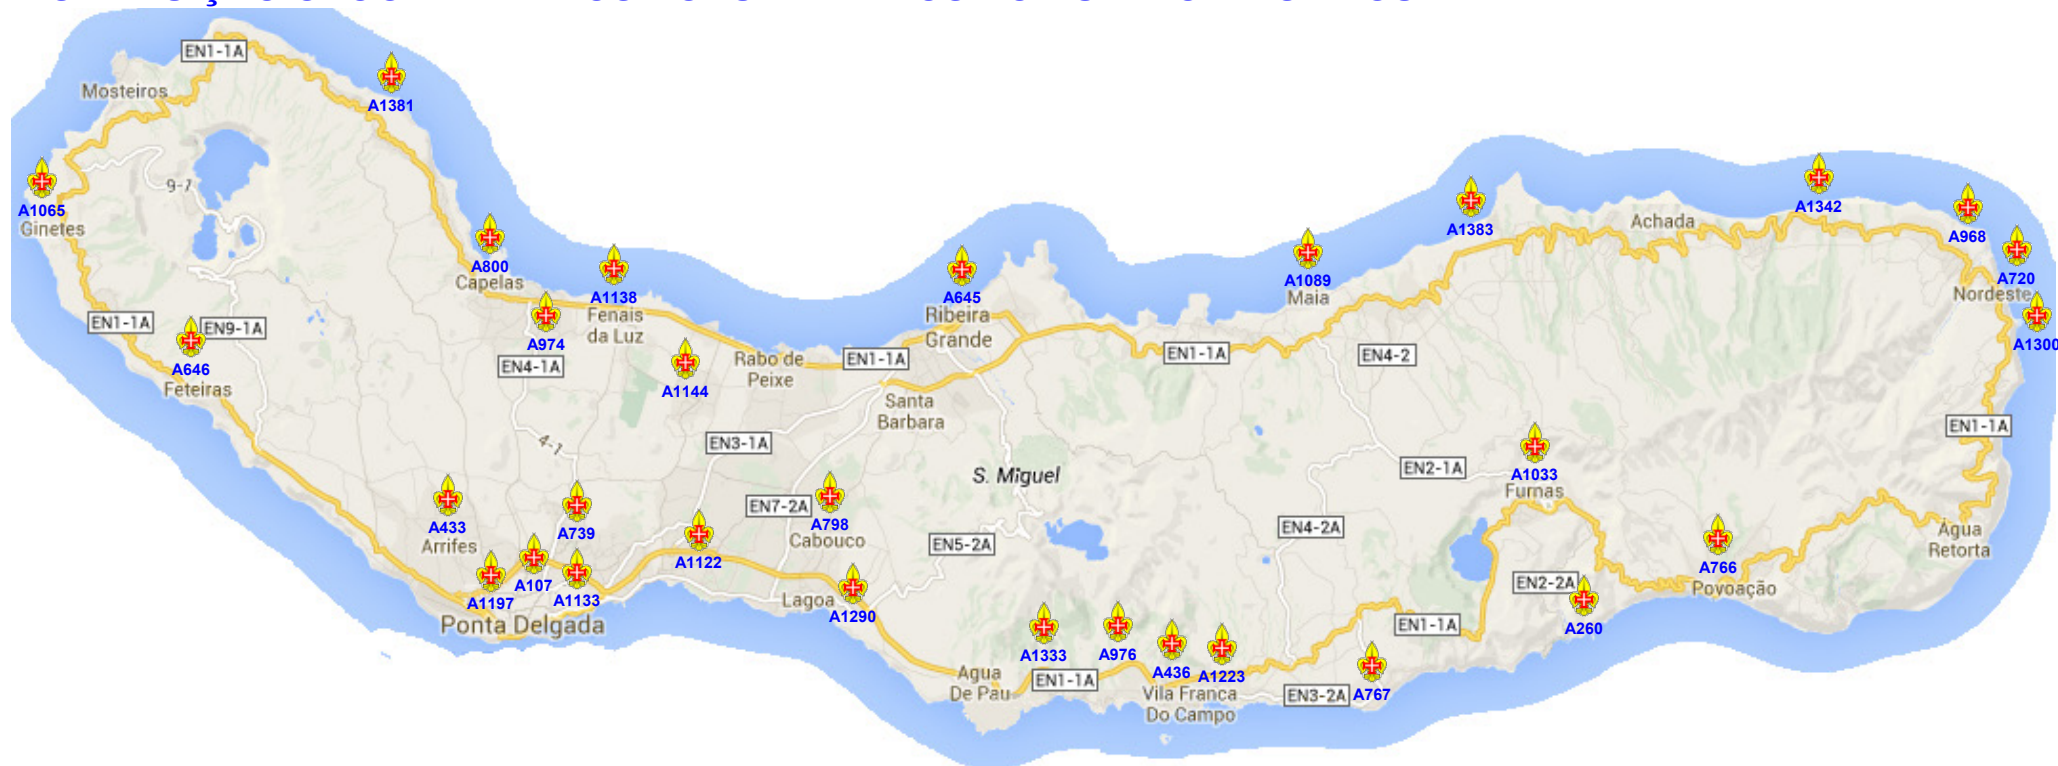 EN1-1A
Mosteiros
A1381
9-7
A1065
Ginetes
A1342
A1383
Achada
A968
A800
Capelas
A1138
Fenais
da Luz
A645
Ribeira
Grande
A1089
Maia
A720
Nordeste
A1300
EN1-1A
EN9-1A
A646
Feteiras
A974
EN4-1A
A1144
Rabo de
Peixe
EN1-1A
Santa
Barbara
EN1-1A
EN4-2
EN3-1A
4-1
S. Miguel
EN2-1A
A1033
Furnas
EN1-1A
A433
Arrifes
A739
EN7-2A
A798
Cabouco
EN5-2A
EN4-2A
A1122
A766
Povoação
Água
Retorta
A1197
A107
A1133
Ponta Delgada
Lagoa
A1290
EN2-2A
A260
A1333
A976
A436
A1223
EN1-1A
Agua
De Pau
EN1-1A
Vila Franca
Do Campo
EN3-2A
A767